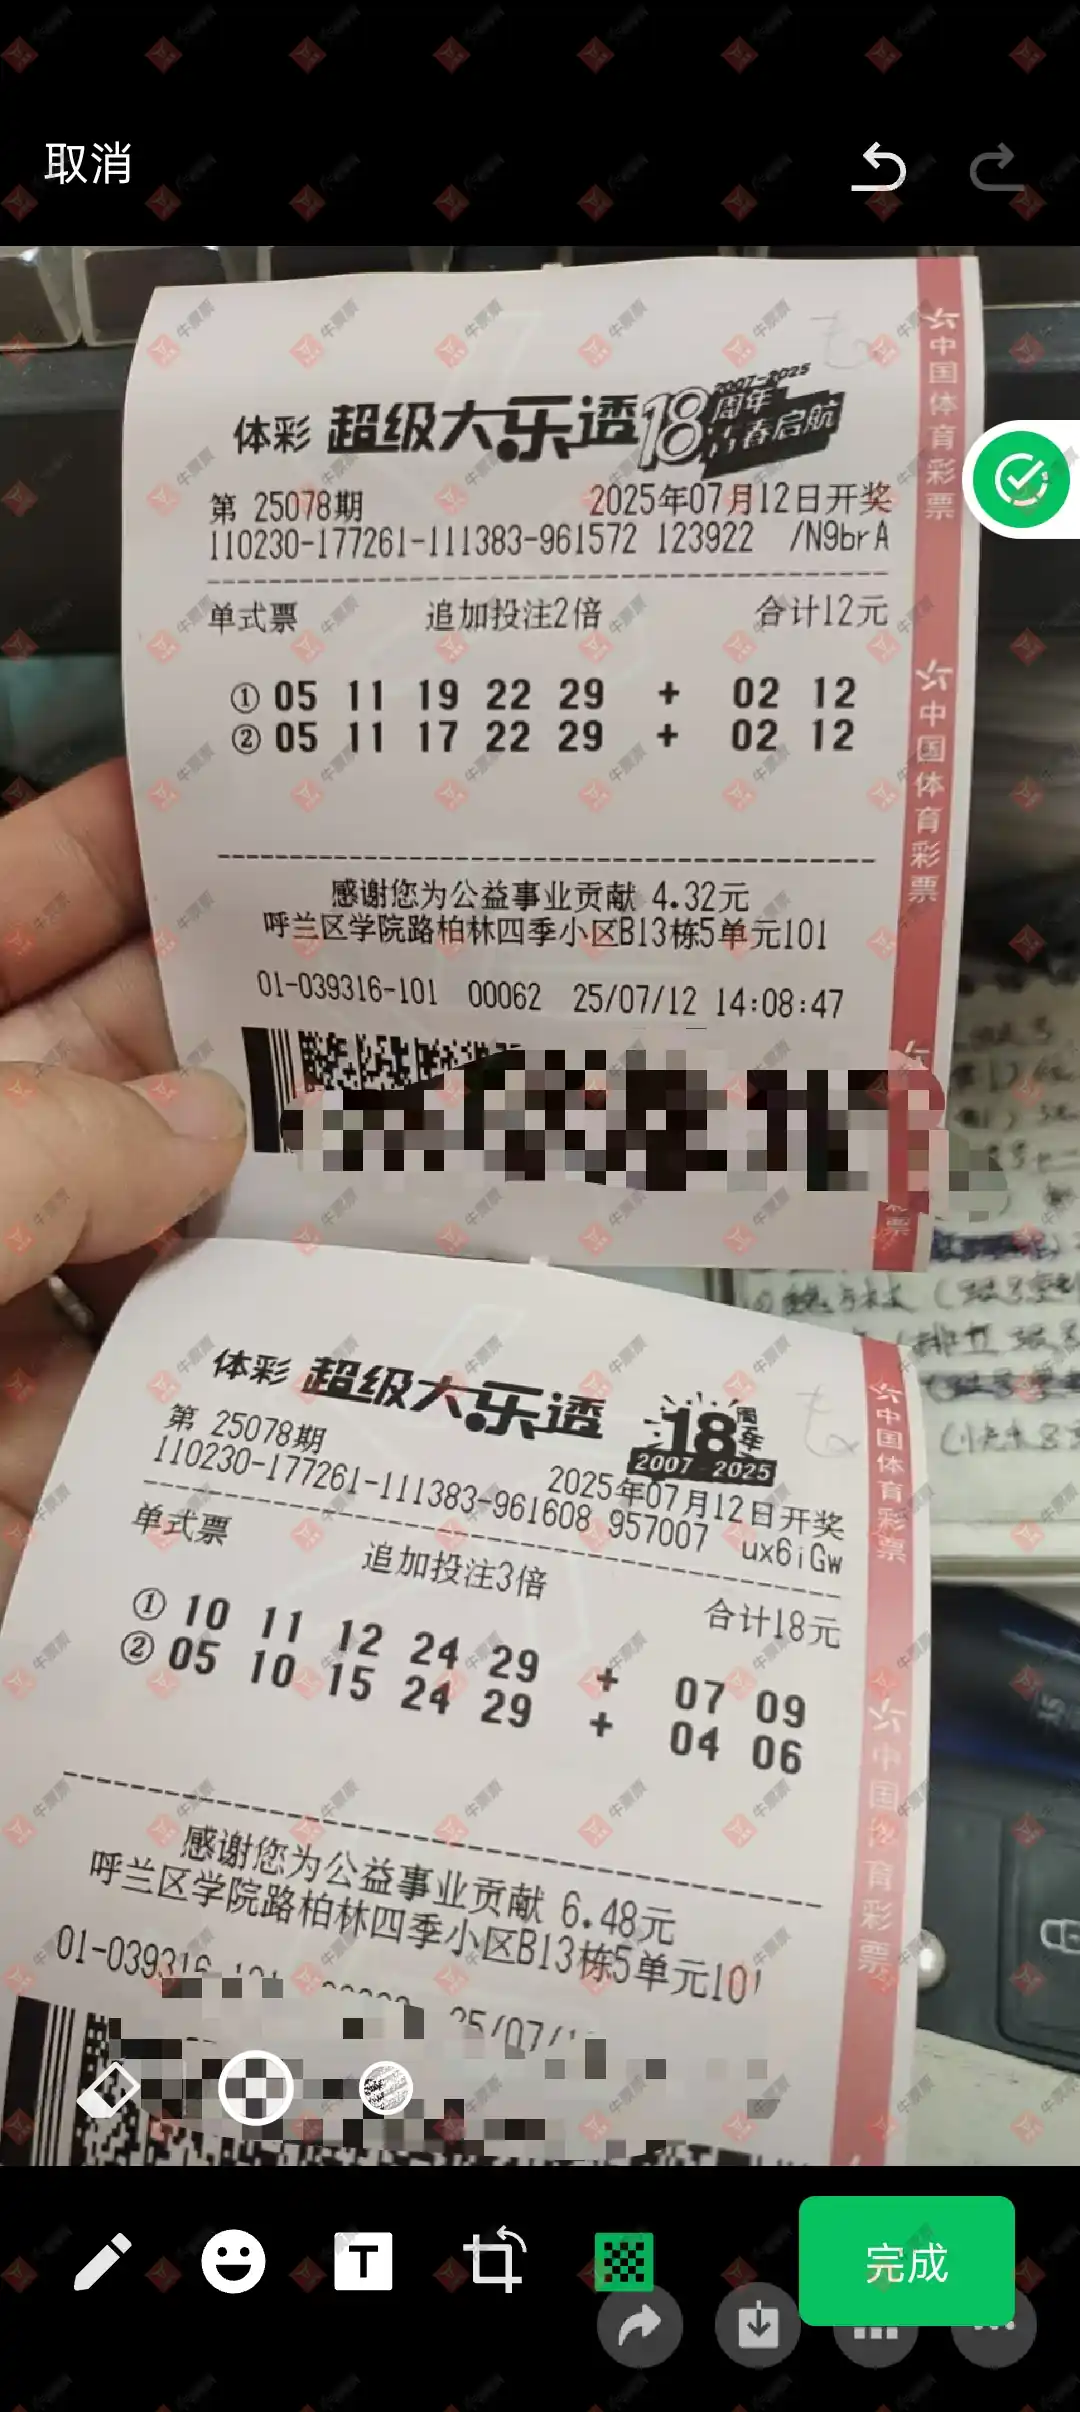 取消
体彩 超级大乐透 18周年 2007-2025
第 25078期 2025年07月12日开奖
110230-177261-111383-961572 123922 /N9brA
单式票 追加投注2倍 合计12元
① 05 11 19 22 29 + 02 12
② 05 11 17 22 29 + 02 12
感谢您为公益事业贡献 4.32元
呼兰区学院路柏林四季小区B13栋5单元101
01-039316-101 00062 25/07/12 14:08:47
中国体育彩票
中国体育彩票
体彩 超级大乐透 18周年
2007-2025
第 25078期 2025年07月12日开奖
110230-177261-111383-961608 957007 ux6iGw
单式票 追加投注3倍 合计18元
① 10 11 12 24 29 + 07 09
② 05 10 15 24 29 + 04 06
感谢您为公益事业贡献 6.48元
呼兰区学院路柏林四季小区B13栋5单元101
01-039316
25/07/
中国体育彩票
中国体育彩票
T
完成
牛票票